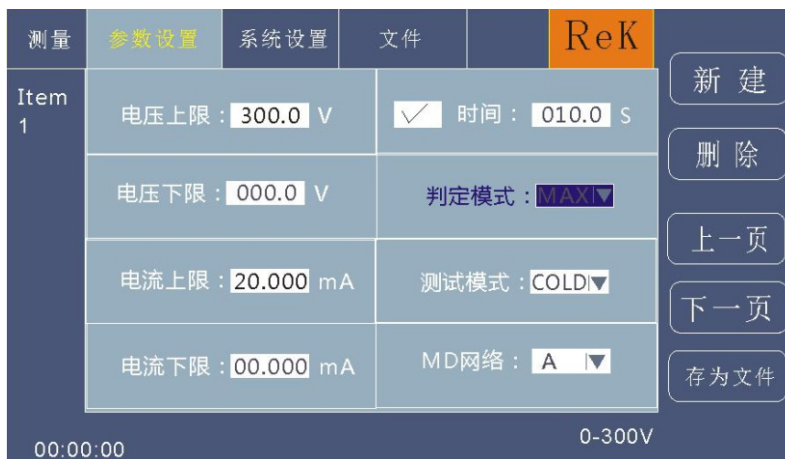 测量 参数设置 系统设置 文件 ReK
Item
1
电压上限：300.0 V
✓ 时间： 010.0 S
电压下限：000.0 V
判定模式：MAX
电流上限：20.000 mA
测试模式：COLD
电流下限：00.000 mA
MD网络： A
新 建
删 除
上一页
下一页
存为文件
00:00:00
0-300V